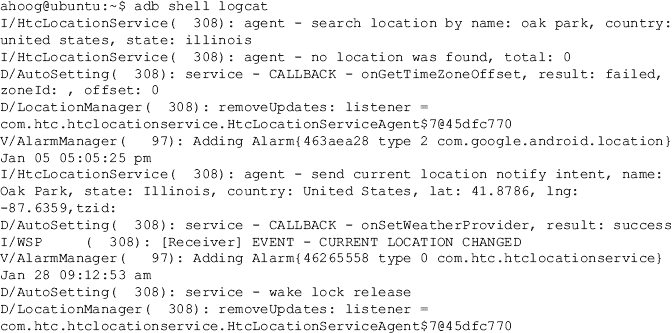 ahoog@ubuntu:~$ adb shell logcat
I/HtcLocationService(  308): agent - search location by name: oak park, country:
united states, state: illinois
I/HtcLocationService(  308): agent - no location was found, total: 0
D/AutoSetting(  308): service - CALLBACK - onGetTimeZoneOffset, result: failed,
zoneId: , offset: 0
D/LocationManager(  308): removeUpdates: listener =
com.htc.htclocationservice.HtcLocationServiceAgent$7@45dfc770
V/AlarmManager(   97): Adding Alarm{463aea28 type 2 com.google.android.location}
Jan 05 05:05:25 pm
I/HtcLocationService(  308): agent - send current location notify intent, name:
Oak Park, state: Illinois, country: United States, lat: 41.8786, lng:
-87.6359,tzid:
D/AutoSetting(  308): service - CALLBACK - onSetWeatherProvider, result: success
I/WSP     (  308): [Receiver] EVENT - CURRENT LOCATION CHANGED
V/AlarmManager(   97): Adding Alarm{46265558 type 0 com.htc.htclocationservice}
Jan 28 09:12:53 am
D/AutoSetting(  308): service - wake lock release
D/LocationManager(  308): removeUpdates: listener =
com.htc.htclocationservice.HtcLocationServiceAgent$7@45dfc770